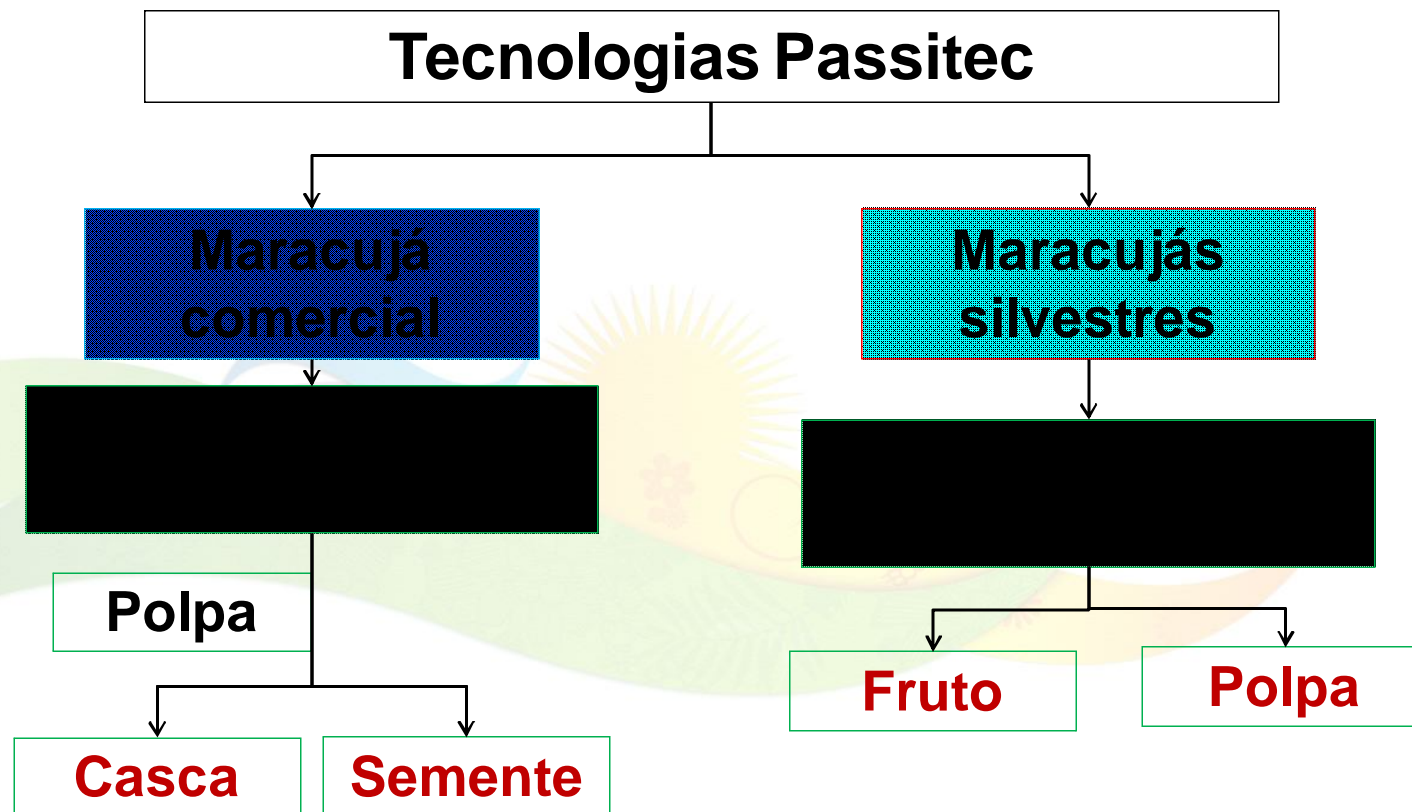 Tecnologias Passitec
Maracujá
comercial
Maracujás
silvestres
Polpa
Fruto
Polpa
Casca
Semente